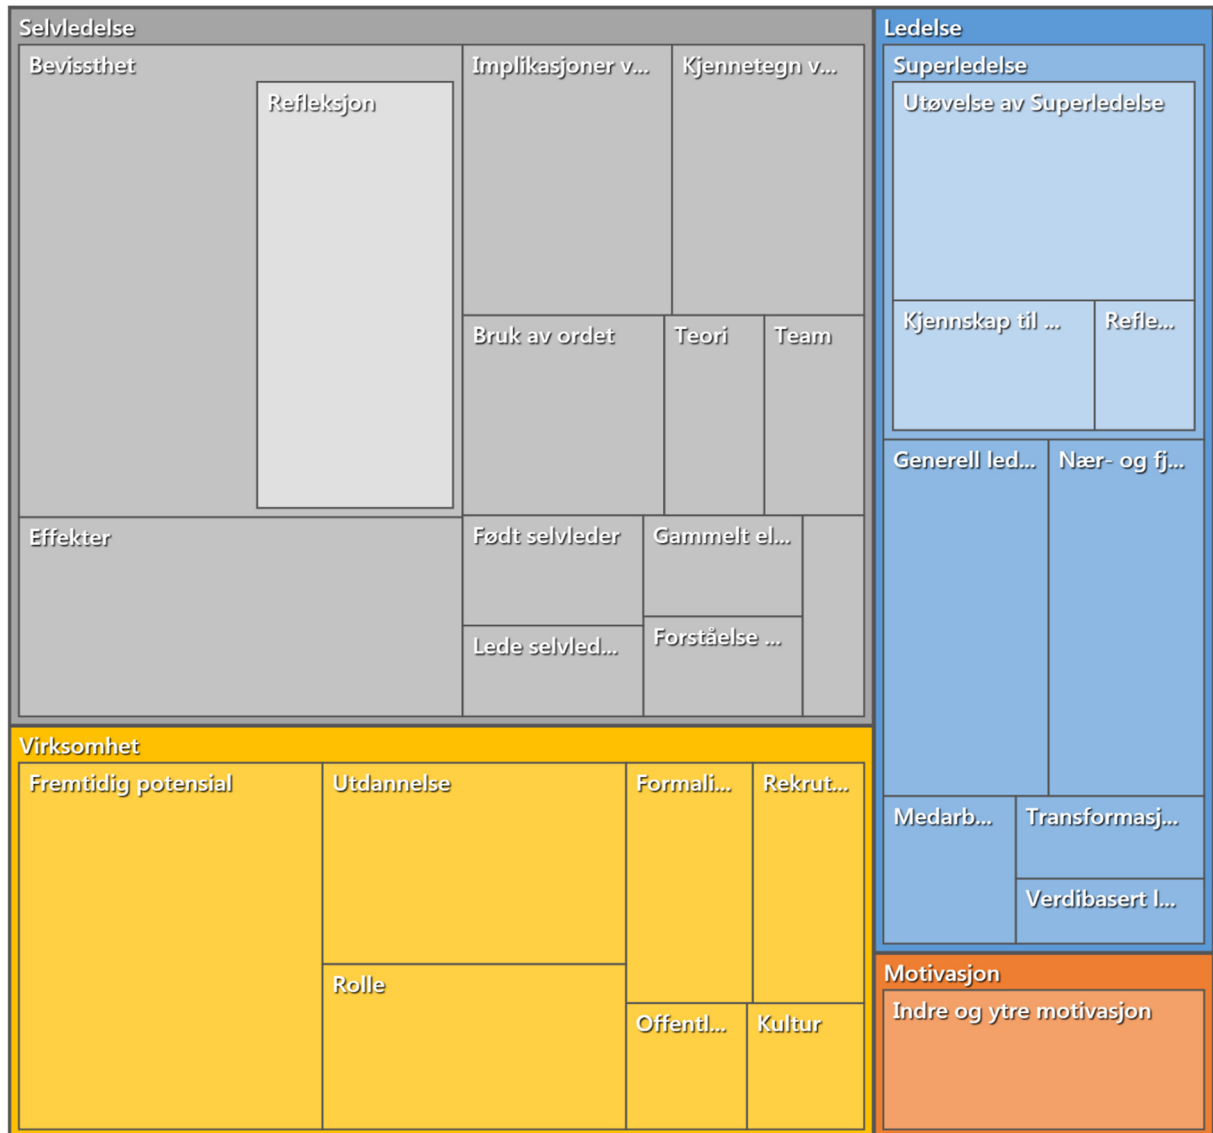 Selvledelse
Bevissthet
Refleksjon
Implikasjoner v...
Kjennetegn v...
Bruk av ordet
Teori
Team
Effekter
Født selvleder
Gammelt el...
Lede selvled...
Forståelse ...
Virksomhet
Fremtidig potensial
Utdannelse
Formali...
Rekrut...
Rolle
Offentl...
Kultur
Ledelse
Superledelse
Utøvelse av Superledelse
Kjennskap til ...
Refle...
Generell led...
Nær- og fj...
Medarb...
Transformasj...
Verdibasert l...
Motivasjon
Indre og ytre motivasjon